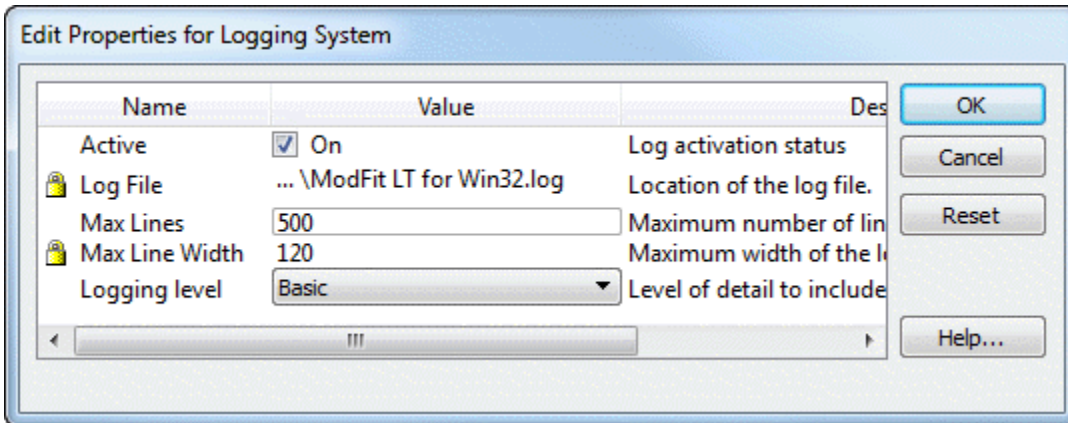 Edit Properties for Logging System
Name Value Des
Active On Log activation status
Log File ... \ModFit LT for Win32.log Location of the log file.
Max Lines 500 Maximum number of lin
Max Line Width 120 Maximum width of the l
Logging level Basic Level of detail to include
OK
Cancel
Reset
Help...